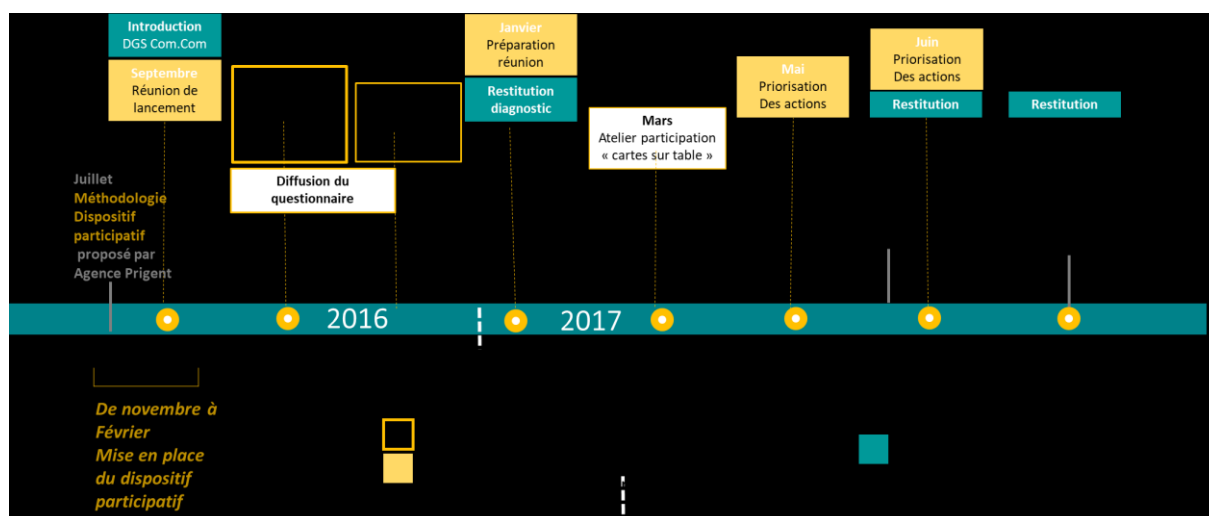 Introduction
DGS Com.Com
Septembre
Réunion de
lancement
Janvier
Préparation
réunion
Restitution
diagnostic
Mars
Atelier participation
« cartes sur table »
Mai
Priorisation
Des actions
Juin
Priorisation
Des actions
Restitution
Restitution
Diffusion du
questionnaire
Juillet
Méthodologie
Dispositif
participatif
proposé par
Agence Prigent
2016
2017
De novembre à
Février
Mise en place
du dispositif
participatif